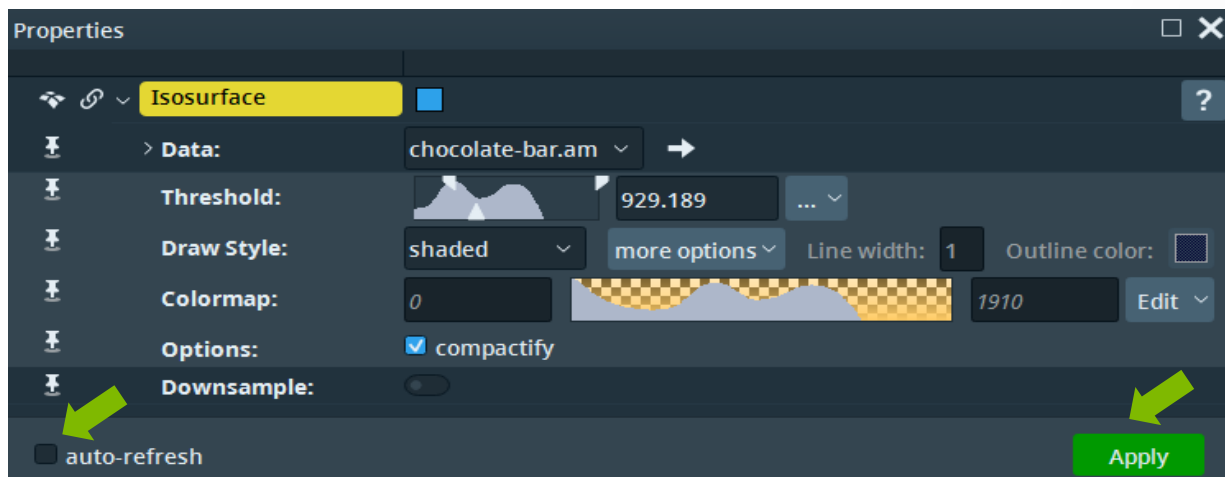 Properties
Isosurface ?
Data: chocolate-bar.am
Threshold: 929.189 ...
Draw Style: shaded more options Line width: 1 Outline color:
Colormap: 0 1910 Edit
Options: compactify
Downsample:
auto-refresh Apply